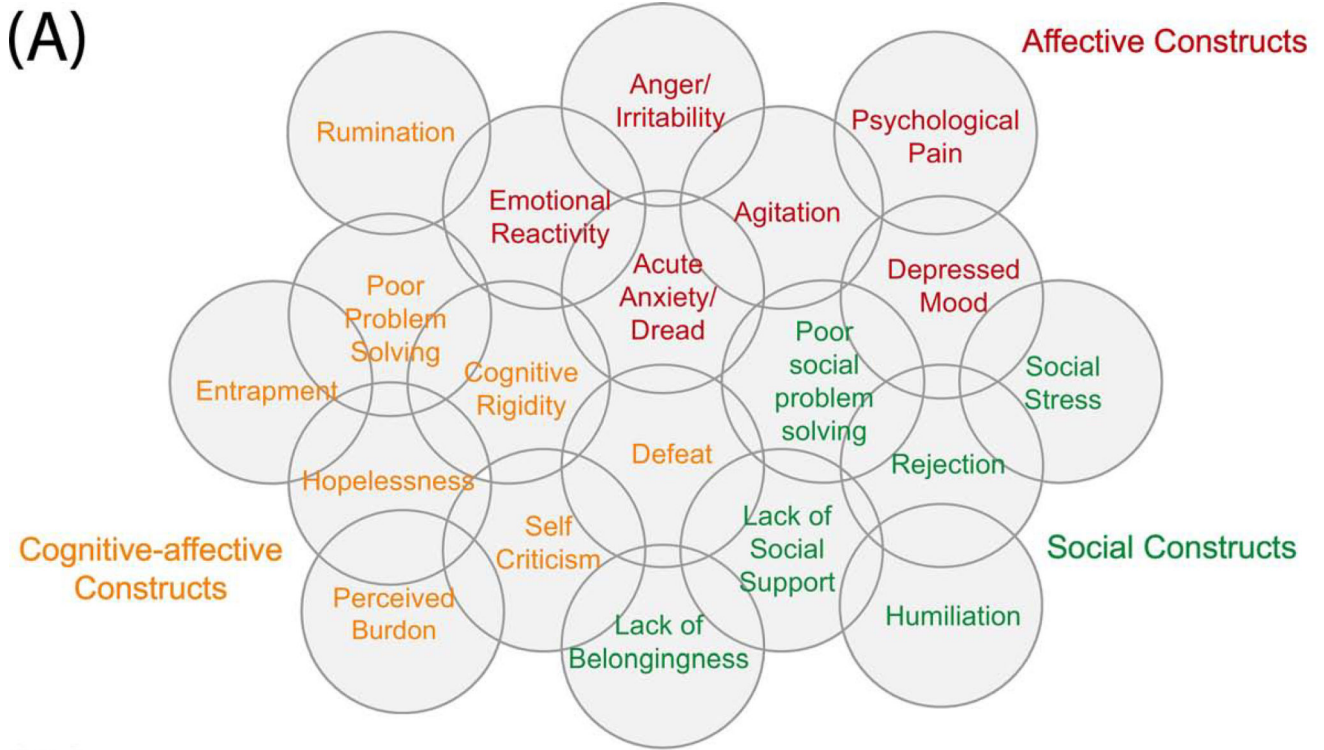 (A)
Affective Constructs
Anger/
Irritability
Psychological
Pain
Rumination
Emotional
Reactivity
Agitation
Acute
Anxiety/
Dread
Depressed
Mood
Poor
Problem
Solving
Poor
social
problem
solving
Social
Stress
Entrapment
Cognitive
Rigidity
Defeat
Rejection
Hopelessness
Self
Criticism
Lack of
Social
Support
Cognitive-affective
Constructs
Social Constructs
Perceived
Burdon
Lack of
Belongingness
Humiliation